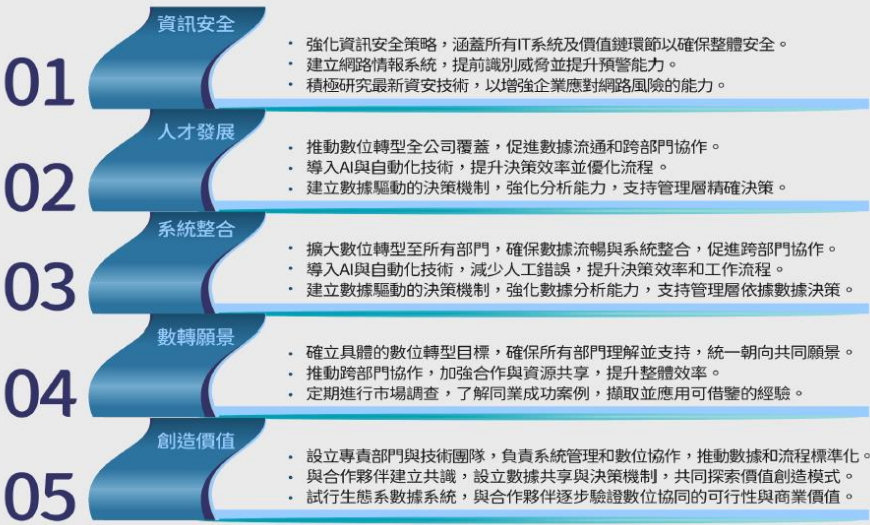 01
資訊安全
・ 強化資訊安全策略，涵蓋所有IT系統及價值鏈環節以確保整體安全。
・ 建立網路情報系統，提前識別威脅並提升預警能力。
・ 積極研究最新資安技術，以增強企業應對網路風險的能力。
02
人才發展
・ 推動數位轉型全公司覆蓋，促進數據流通和跨部門協作。
・ 導入AI與自動化技術，提升決策效率並優化流程。
・ 建立數據驅動的決策機制，強化分析能力，支持管理層精確決策。
03
系統整合
・ 擴大數位轉型至所有部門，確保數據流暢與系統整合，促進跨部門協作。
・ 導入AI與自動化技術，減少人工錯誤，提升決策效率和工作流程。
・ 建立數據驅動的決策機制，強化數據分析能力，支持管理層依據數據決策。
04
數轉願景
・ 確立具體的數位轉型目標，確保所有部門理解並支持，統一朝向共同願景。
・ 推動跨部門協作，加強合作與資源共享，提升整體效率。
・ 定期進行市場調查，了解同業成功案例，擷取並應用可借鑒的經驗。
05
創造價值
・ 設立專責部門與技術團隊，負責系統管理和數位協作，推動數據和流程標準化。
・ 與合作夥伴建立共識，設立數據共享與決策機制，共同探索價值創造模式。
・ 試行生態系數據系統，與合作夥伴逐步驗證數位協同的可行性與商業價值。